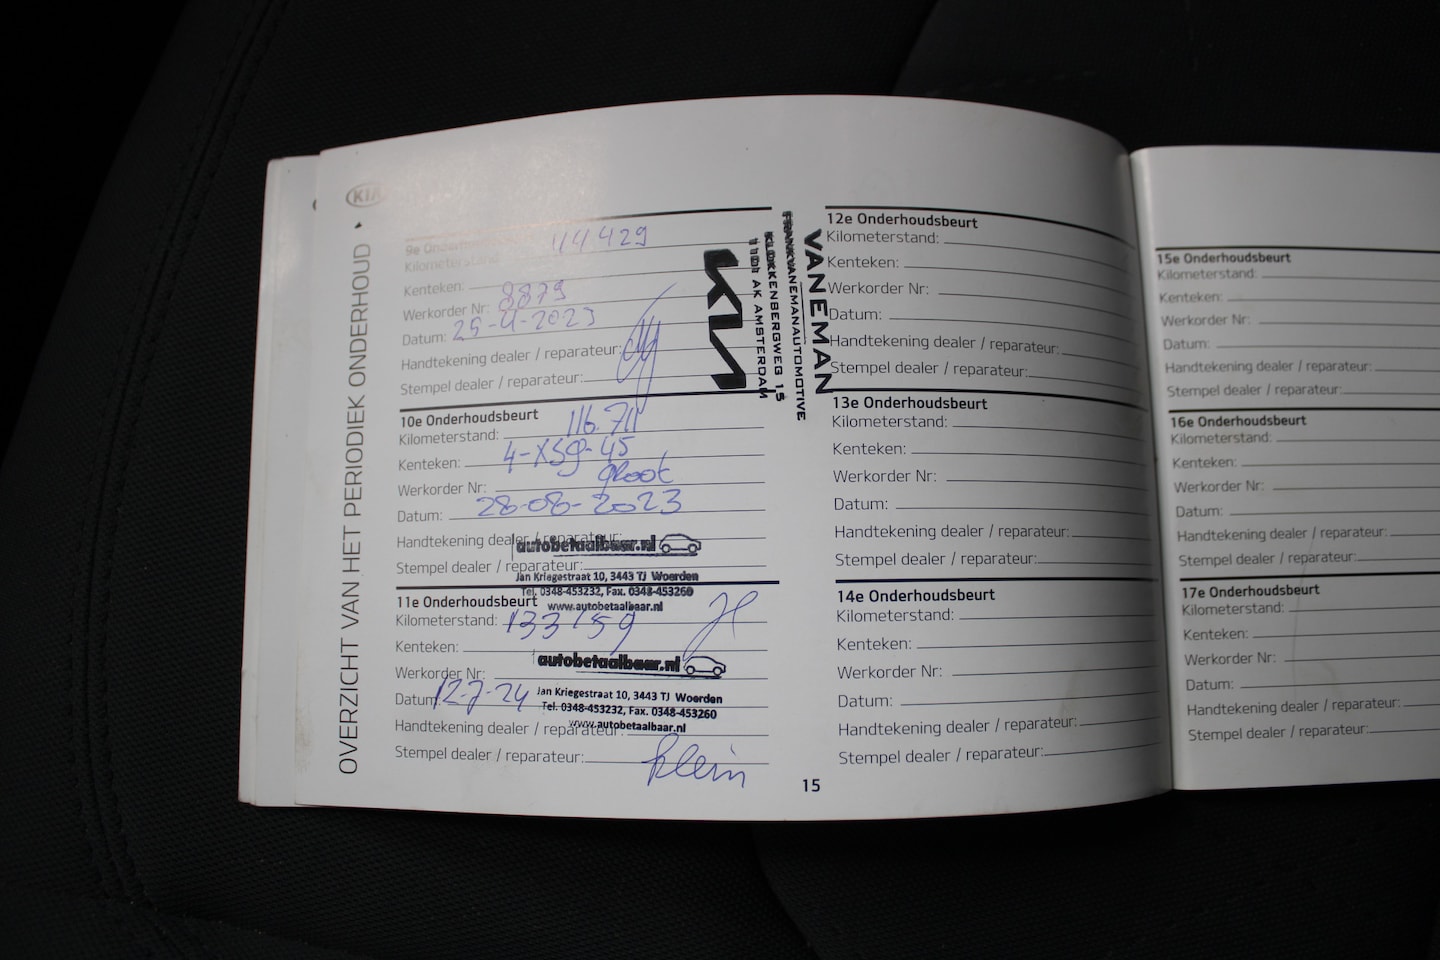 KIA
OVERZICHT VAN HET PERIODIEK ONDERHOUD
9e Onderhoudsbeurt
Kilometerstand:
Kenteken:
Werkorder Nr: 8879
Datum: 25-4-2023
Handtekening dealer / reparateur:
Stempel dealer / reparateur:
KIA
VANEMAN
FRANKVANEMANAUTOMOTIVE
KLOKKENBERGWEG 15
1101 AK AMSTERDAM
10e Onderhoudsbeurt
Kilometerstand: 116.711
Kenteken: 4-XSG-45
Werkorder Nr: groot
Datum: 28-08-2023
Handtekening dealer / reparateur:
Stempel dealer / reparateur:
autobetaalbaar.nl
Jan Kriegestraat 10, 3443 TJ Woerden
Tel. 0348-453232, Fax. 0348-453260
www.autobetaalbaar.nl
11e Onderhoudsbeurt
Kilometerstand: 133159
Kenteken:
Werkorder Nr:
Datum: 12-7-24
Handtekening dealer / reparateur:
Stempel dealer / reparateur: klein
autobetaalbaar.nl
Jan Kriegestraat 10, 3443 TJ Woerden
Tel. 0348-453232, Fax. 0348-453260
www.autobetaalbaar.nl
12e Onderhoudsbeurt
Kilometerstand:
Kenteken:
Werkorder Nr:
Datum:
Handtekening dealer / reparateur:
Stempel dealer / reparateur:
13e Onderhoudsbeurt
Kilometerstand:
Kenteken:
Werkorder Nr:
Datum:
Handtekening dealer / reparateur:
Stempel dealer / reparateur:
14e Onderhoudsbeurt
Kilometerstand:
Kenteken:
Werkorder Nr:
Datum:
Handtekening dealer / reparateur:
Stempel dealer / reparateur:
15
15e Onderhoudsbeurt
Kilometerstand:
Kenteken:
Werkorder Nr:
Datum:
Handtekening dealer / reparateur:
Stempel dealer / reparateur:
16e Onderhoudsbeurt
Kilometerstand:
Kenteken:
Werkorder Nr:
Datum:
Handtekening dealer / reparateur:
Stempel dealer / reparateur:
17e Onderhoudsbeurt
Kilometerstand:
Kenteken:
Werkorder Nr:
Datum:
Handtekening dealer / reparateur:
Stempel dealer / reparateur: